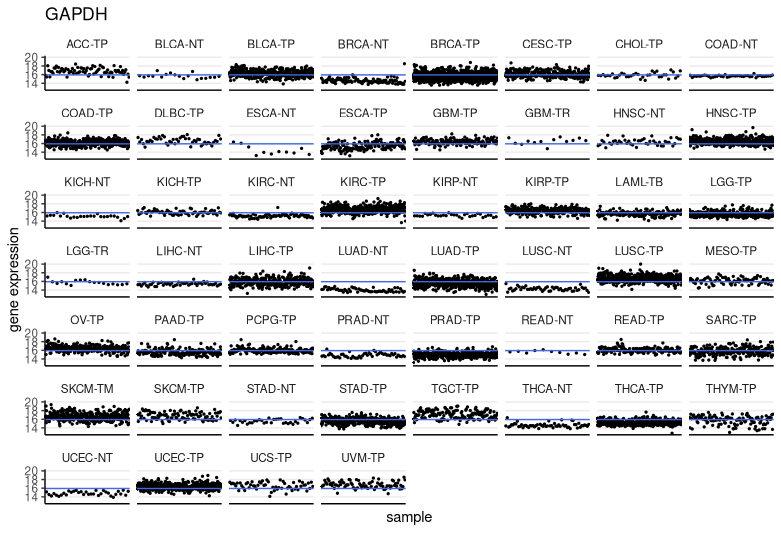 GAPDH
ACC-TP BLCA-NT BLCA-TP BRCA-NT BRCA-TP CESC-TP CHOL-TP COAD-NT
20
18
16
14
COAD-TP DLBC-TP ESCA-NT ESCA-TP GBM-TP GBM-TR HNSC-NT HNSC-TP
20
18
16
14
KICH-NT KICH-TP KIRC-NT KIRC-TP KIRP-NT KIRP-TP LAML-TB LGG-TP
20
18
16
14
gene expression
LGG-TR LIHC-NT LIHC-TP LUAD-NT LUAD-TP LUSC-NT LUSC-TP MESO-TP
20
18
16
14
OV-TP PAAD-TP PCPG-TP PRAD-NT PRAD-TP READ-NT READ-TP SARC-TP
20
18
16
14
SKCM-TM SKCM-TP STAD-NT STAD-TP TGCT-TP THCA-NT THCA-TP THYM-TP
20
18
16
14
UCEC-NT UCEC-TP UCS-TP UVM-TP
20
18
16
14
sample